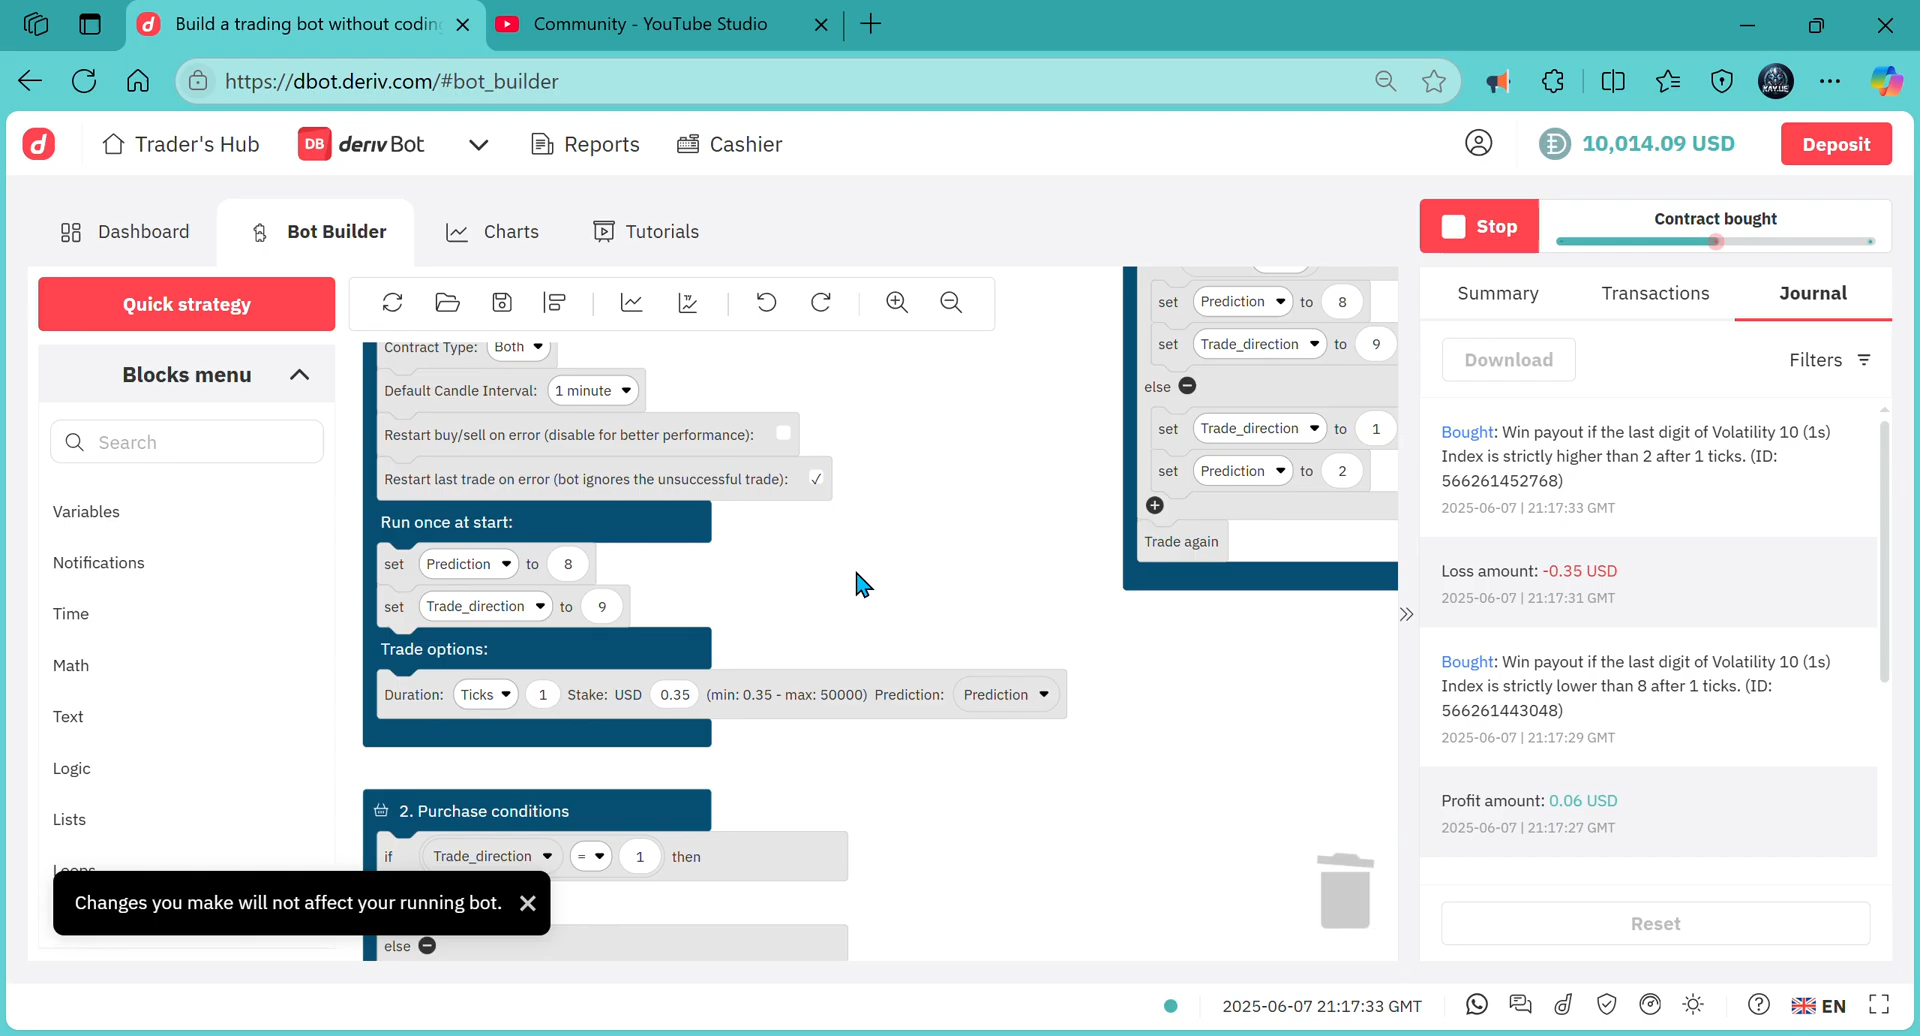 Build a trading bot without coding
Community - YouTube Studio
https://dbot.deriv.com/#bot_builder
d
Trader's Hub
DB
deriv Bot
Reports
Cashier
10,014.09 USD
Deposit
Dashboard
Bot Builder
Charts
Tutorials
Stop
Contract bought
Quick strategy
Blocks menu
Search
Variables
Notifications
Time
Math
Text
Logic
Lists
Loops
Changes you make will not affect your running bot.
Contract Type: Both
Default Candle Interval: 1 minute
Restart buy/sell on error (disable for better performance):
Restart last trade on error (bot ignores the unsuccessful trade): ✓
Run once at start:
set Prediction to 8
set Trade_direction to 9
Trade options:
Duration: Ticks 1 Stake: USD 0.35 (min: 0.35 - max: 50000) Prediction: Prediction
2. Purchase conditions
if Trade_direction = 1 then
else
set Prediction to 8
set Trade_direction to 9
else
set Trade_direction to 1
set Prediction to 2
Trade again
Summary
Transactions
Journal
Download
Filters
Bought: Win payout if the last digit of Volatility 10 (1s)
Index is strictly higher than 2 after 1 ticks. (ID:
566261452768)
2025-06-07 | 21:17:33 GMT
Loss amount: -0.35 USD
2025-06-07 | 21:17:31 GMT
Bought: Win payout if the last digit of Volatility 10 (1s)
Index is strictly lower than 8 after 1 ticks. (ID:
566261443048)
2025-06-07 | 21:17:29 GMT
Profit amount: 0.06 USD
2025-06-07 | 21:17:27 GMT
Reset
2025-06-07 21:17:33 GMT
EN